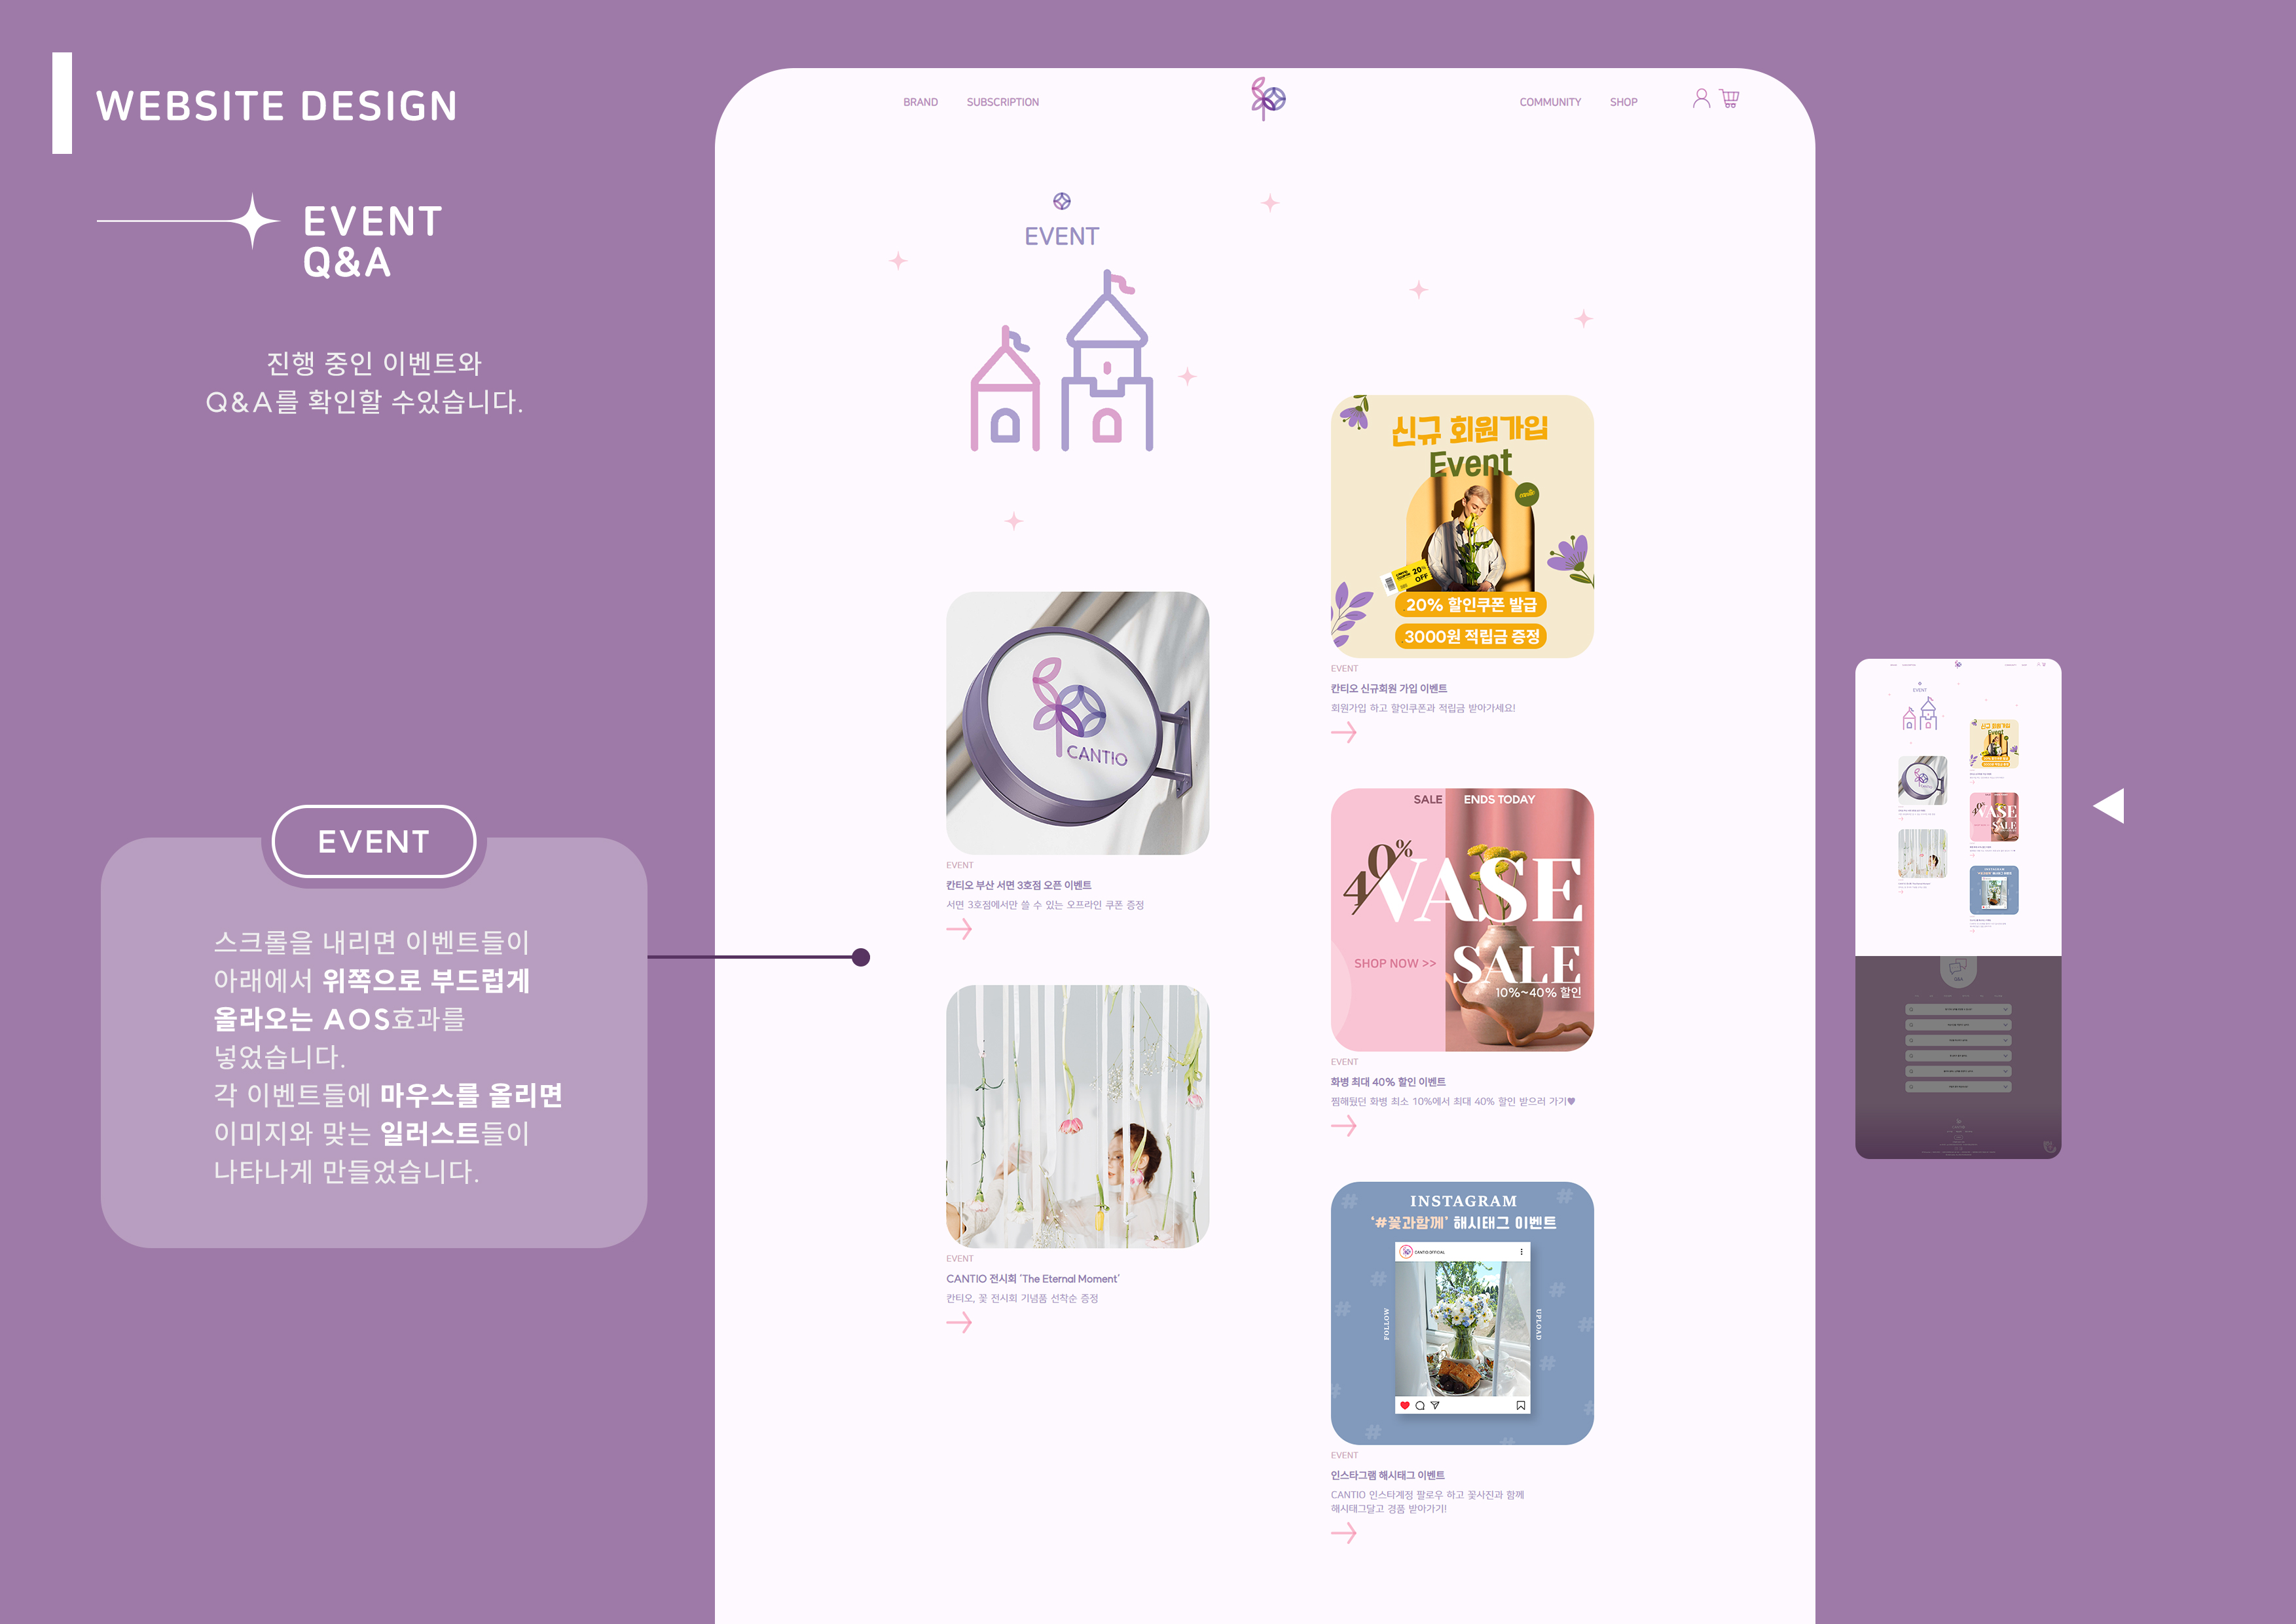 WEBSITE DESIGN
EVENT
Q&A
진행 중인 이벤트와
Q&A를 확인할 수있습니다.
EVENT
스크롤을 내리면 이벤트들이
아래에서 위쪽으로 부드럽게
올라오는 AOS효과를
넣었습니다.
각 이벤트들에 마우스를 올리면
이미지와 맞는 일러스트들이
나타나게 만들었습니다.
BRAND
SUBSCRIPTION
COMMUNITY
SHOP
EVENT
CANTIO
EVENT
칸티오 부산 서면 3호점 오픈 이벤트
서면 3호점에서만 쓸 수 있는 오프라인 쿠폰 증정
EVENT
CANTIO 전시회 'The Eternal Moment'
칸티오, 꽃 전시회 기념품 선착순 증정
신규 회원가입
Event
20%
OFF
20% 할인쿠폰 발급
3000원 적립금 증정
EVENT
칸티오 신규회원 가입 이벤트
회원가입 하고 할인쿠폰과 적립금 받아가세요!
SALE
ENDS TODAY
40%
VASE
SALE
SHOP NOW >>
10%~40% 할인
EVENT
화병 최대 40% 할인 이벤트
찜해뒀던 화병 최소 10%에서 최대 40% 할인 받으러 가기♥
INSTAGRAM
'#꽃과함께' 해시태그 이벤트
CANTIO OFFICIAL
FOLLOW
UPLOAD
EVENT
인스타그램 해시태그 이벤트
CANTIO 인스타계정 팔로우 하고 꽃사진과 함께
해시태그달고 경품 받아가기!